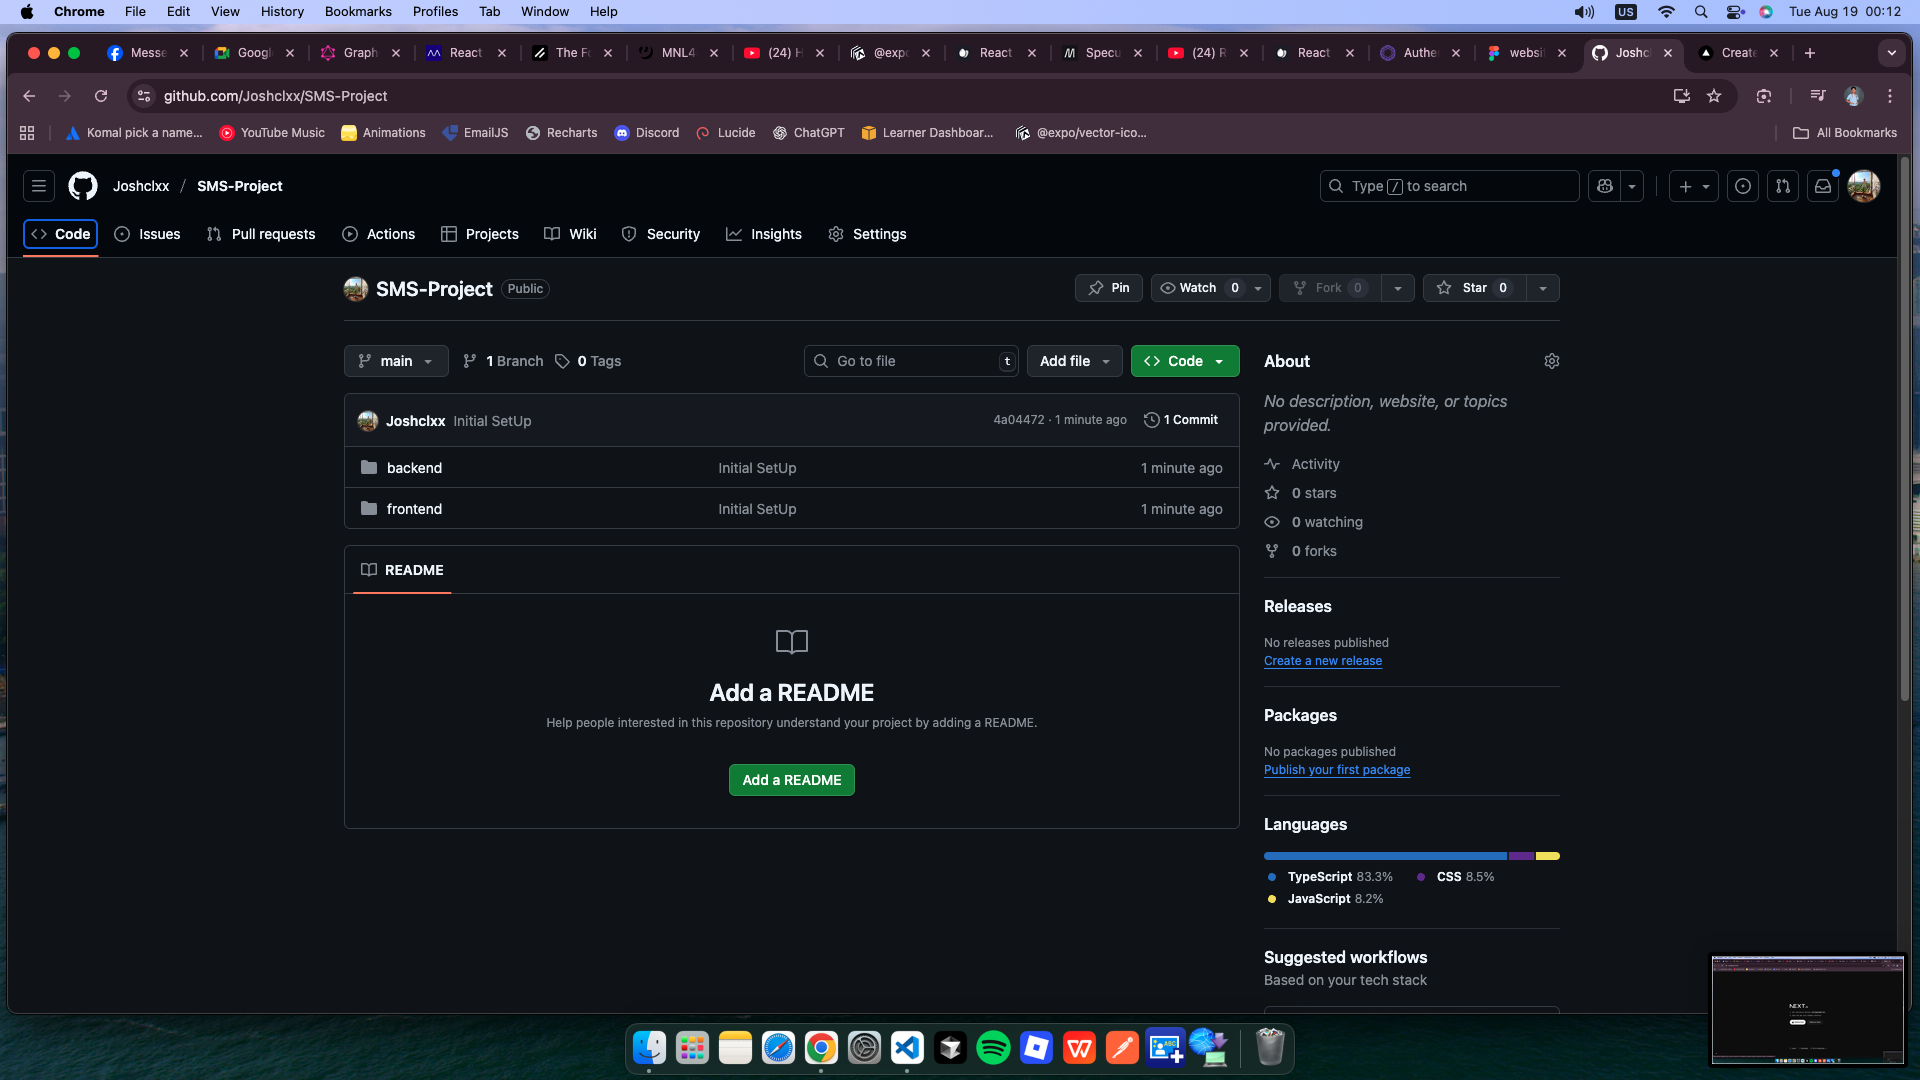 Chrome File Edit View History Bookmarks Profiles Tab Window Help US Tue Aug 19 00:12
Messe Googl Graph React The Fo MNL4 (24) H @expo React Specu (24) R React Authe websi Joshcl Create
github.com/Joshclxx/SMS-Project
Komal pick a name... YouTube Music Animations EmailJS Recharts Discord Lucide ChatGPT Learner Dashboar... @expo/vector-ico... All Bookmarks
Joshclxx / SMS-Project Type / to search
Code Issues Pull requests Actions Projects Wiki Security Insights Settings
SMS-Project Public Pin Watch 0 Fork 0 Star 0
main 1 Branch 0 Tags Go to file t Add file Code
Joshclxx Initial SetUp 4a04472 · 1 minute ago 1 Commit
backend Initial SetUp 1 minute ago
frontend Initial SetUp 1 minute ago
README
Add a README
Help people interested in this repository understand your project by adding a README.
Add a README
About
No description, website, or topics
provided.
Activity
0 stars
0 watching
0 forks
Releases
No releases published
Create a new release
Packages
No packages published
Publish your first package
Languages
TypeScript 83.3% CSS 8.5%
JavaScript 8.2%
Suggested workflows
Based on your tech stack
NEXT
ABC